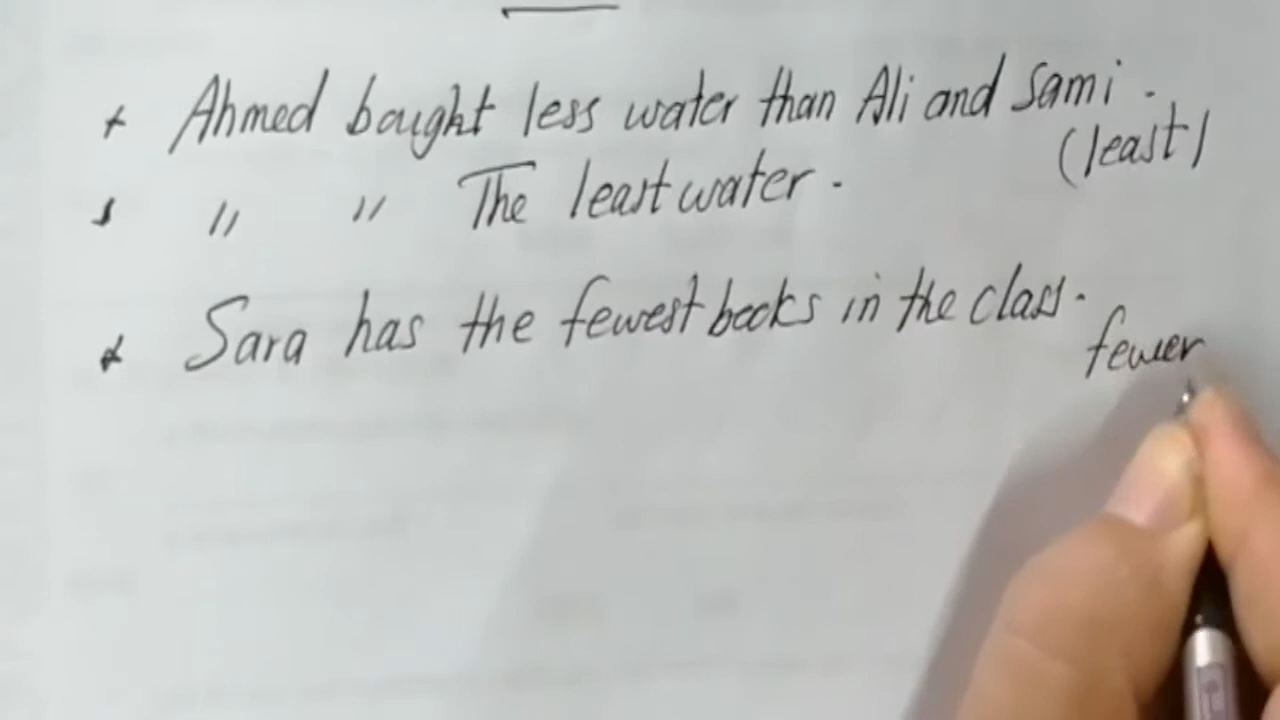 Ahmed bought less water than Ali and Sami.
(least)
" " The least water.
Sara has the fewest books in the class.
fewer